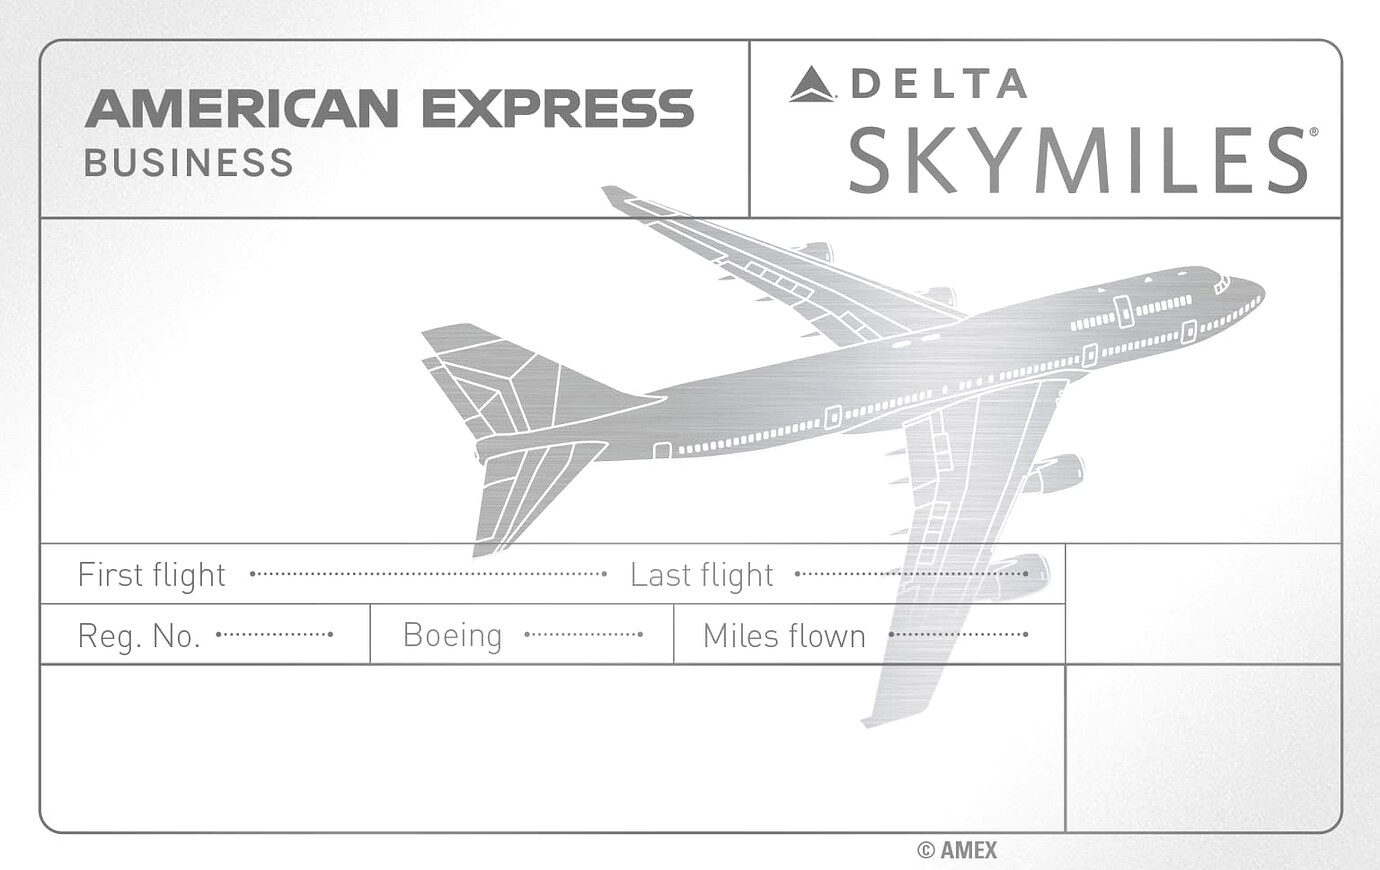 AMERICAN EXPRESS
BUSINESS
DELTA
SKYMILES®
First flight
Last flight
Reg. No.
Boeing
Miles flown
© AMEX